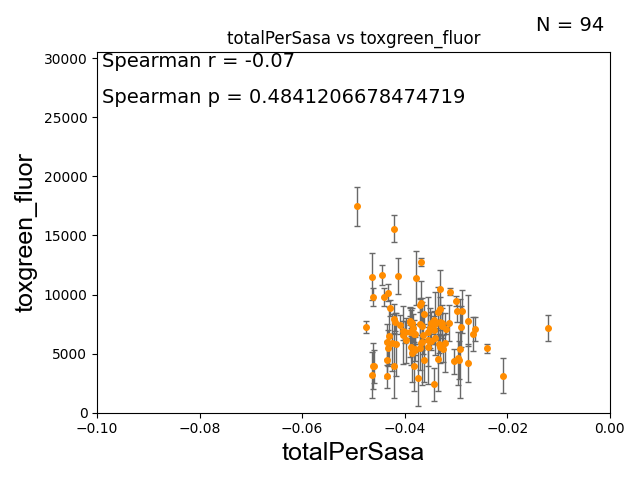 N = 94
totalPerSasa vs toxgreen_fluor
Spearman r = -0.07
Spearman p = 0.4841206678474719
30000
25000
20000
15000
10000
5000
0
toxgreen_fluor
−0.10 −0.08 −0.06 −0.04 −0.02 0.00
totalPerSasa